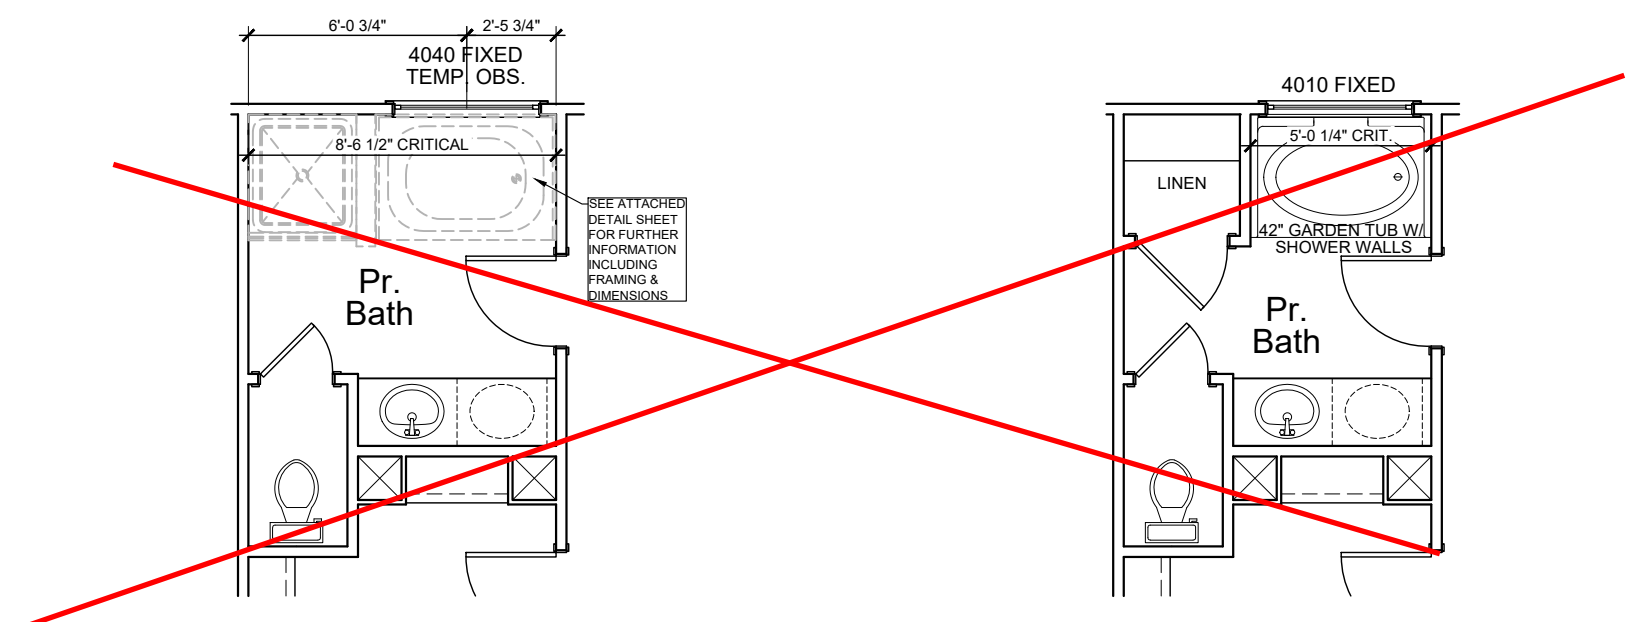 6'-0 3/4"
2'-5 3/4"
4040 FIXED
TEMP. OBS.
8'-6 1/2" CRITICAL
SEE ATTACHED
DETAIL SHEET
FOR FURTHER
INFORMATION
INCLUDING
FRAMING &
DIMENSIONS
Pr.
Bath
4010 FIXED
5'-0 1/4" CRIT.
LINEN
42" GARDEN TUB W/
SHOWER WALLS
Pr.
Bath